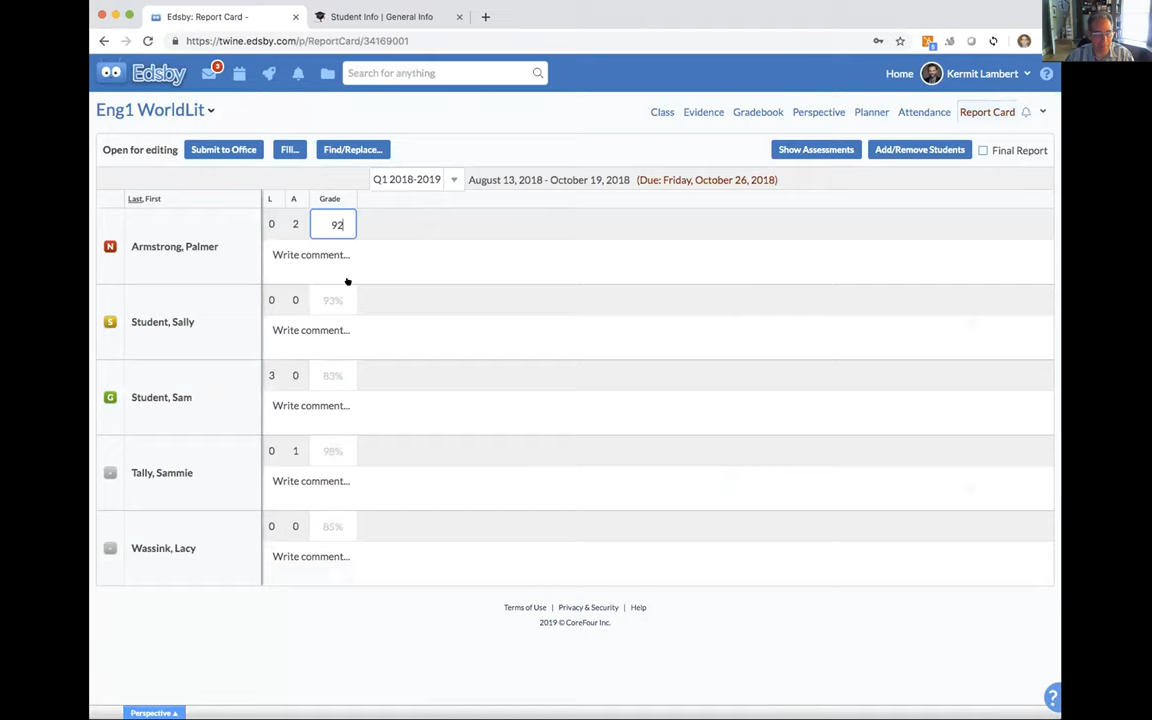 Edsby: Report Card -
Student Info | General Info
https://twine.edsby.com/p/ReportCard/34169001
5
Edsby
3
Search for anything
Home
Kermit Lambert
Eng1 WorldLit
Class
Evidence
Gradebook
Perspective
Planner
Attendance
Report Card
Open for editing
Submit to Office
Fill...
Find/Replace...
Show Assessments
Add/Remove Students
Final Report
Q1 2018-2019
August 13, 2018 - October 19, 2018
(Due: Friday, October 26, 2018)
Last, First
L
A
Grade
N
Armstrong, Palmer
0
2
92
Write comment...
S
Student, Sally
0
0
93%
Write comment...
G
Student, Sam
3
0
83%
Write comment...
Tally, Sammie
0
1
98%
Write comment...
Wassink, Lacy
0
0
85%
Write comment...
Terms of Use | Privacy & Security | Help
2019 © CoreFour Inc.
Perspective
?